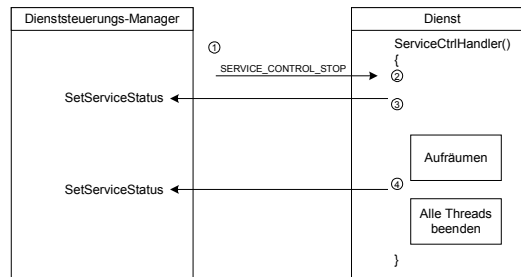 Dienststeuerungs-Manager
Dienst
①
ServiceCtrlHandler()
{
SERVICE_CONTROL_STOP
②
SetServiceStatus
③
Aufräumen
SetServiceStatus
④
Alle Threads
beenden
}